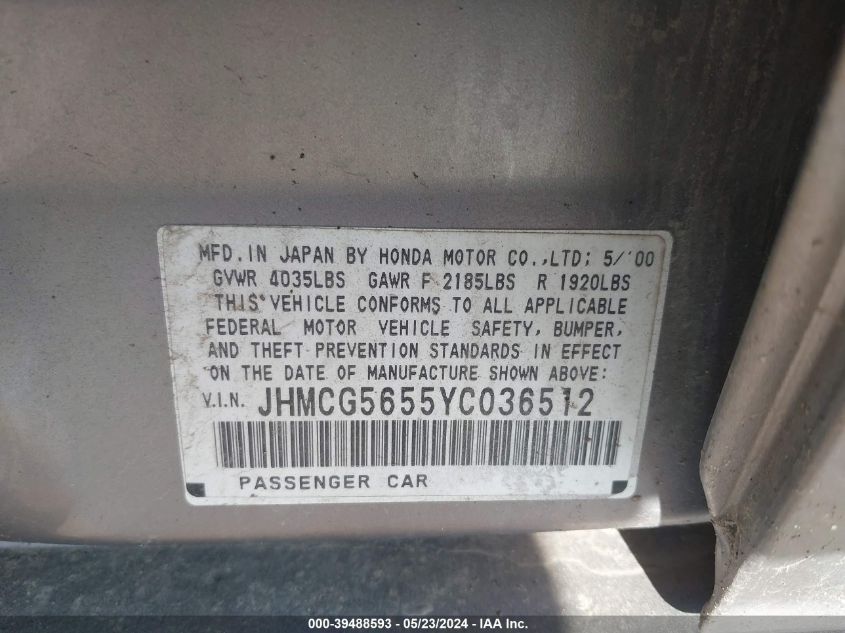 MFD. IN JAPAN BY HONDA MOTOR CO.,LTD: 5/'00
GVWR 4035LBS GAWR F 2185LBS R 1920LBS
THIS VEHICLE CONFORMS TO ALL APPLICABLE
FEDERAL MOTOR VEHICLE SAFETY, BUMPER,
AND THEFT PREVENTION STANDARDS IN EFFECT
ON THE DATE OF MANUFACTURE SHOWN ABOVE:
V.I.N. JHMCG5655YC036512
PASSENGER CAR
000-39488593 - 05/23/2024 - IAA